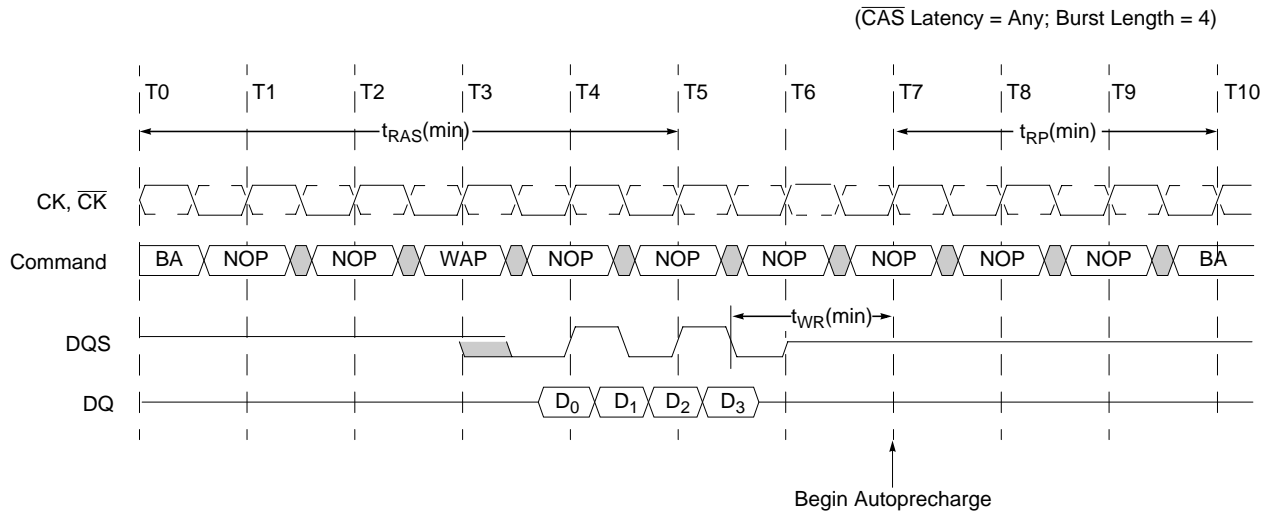 (C̅A̅S̅ Latency = Any; Burst Length = 4)
T0 T1 T2 T3 T4 T5 T6 T7 T8 T9 T10
tRAS(min) tRP(min)
CK, C̅K̅
Command BA NOP NOP WAP NOP NOP NOP NOP NOP NOP BA
tWR(min)
DQS
DQ D0 D1 D2 D3
Begin Autoprecharge